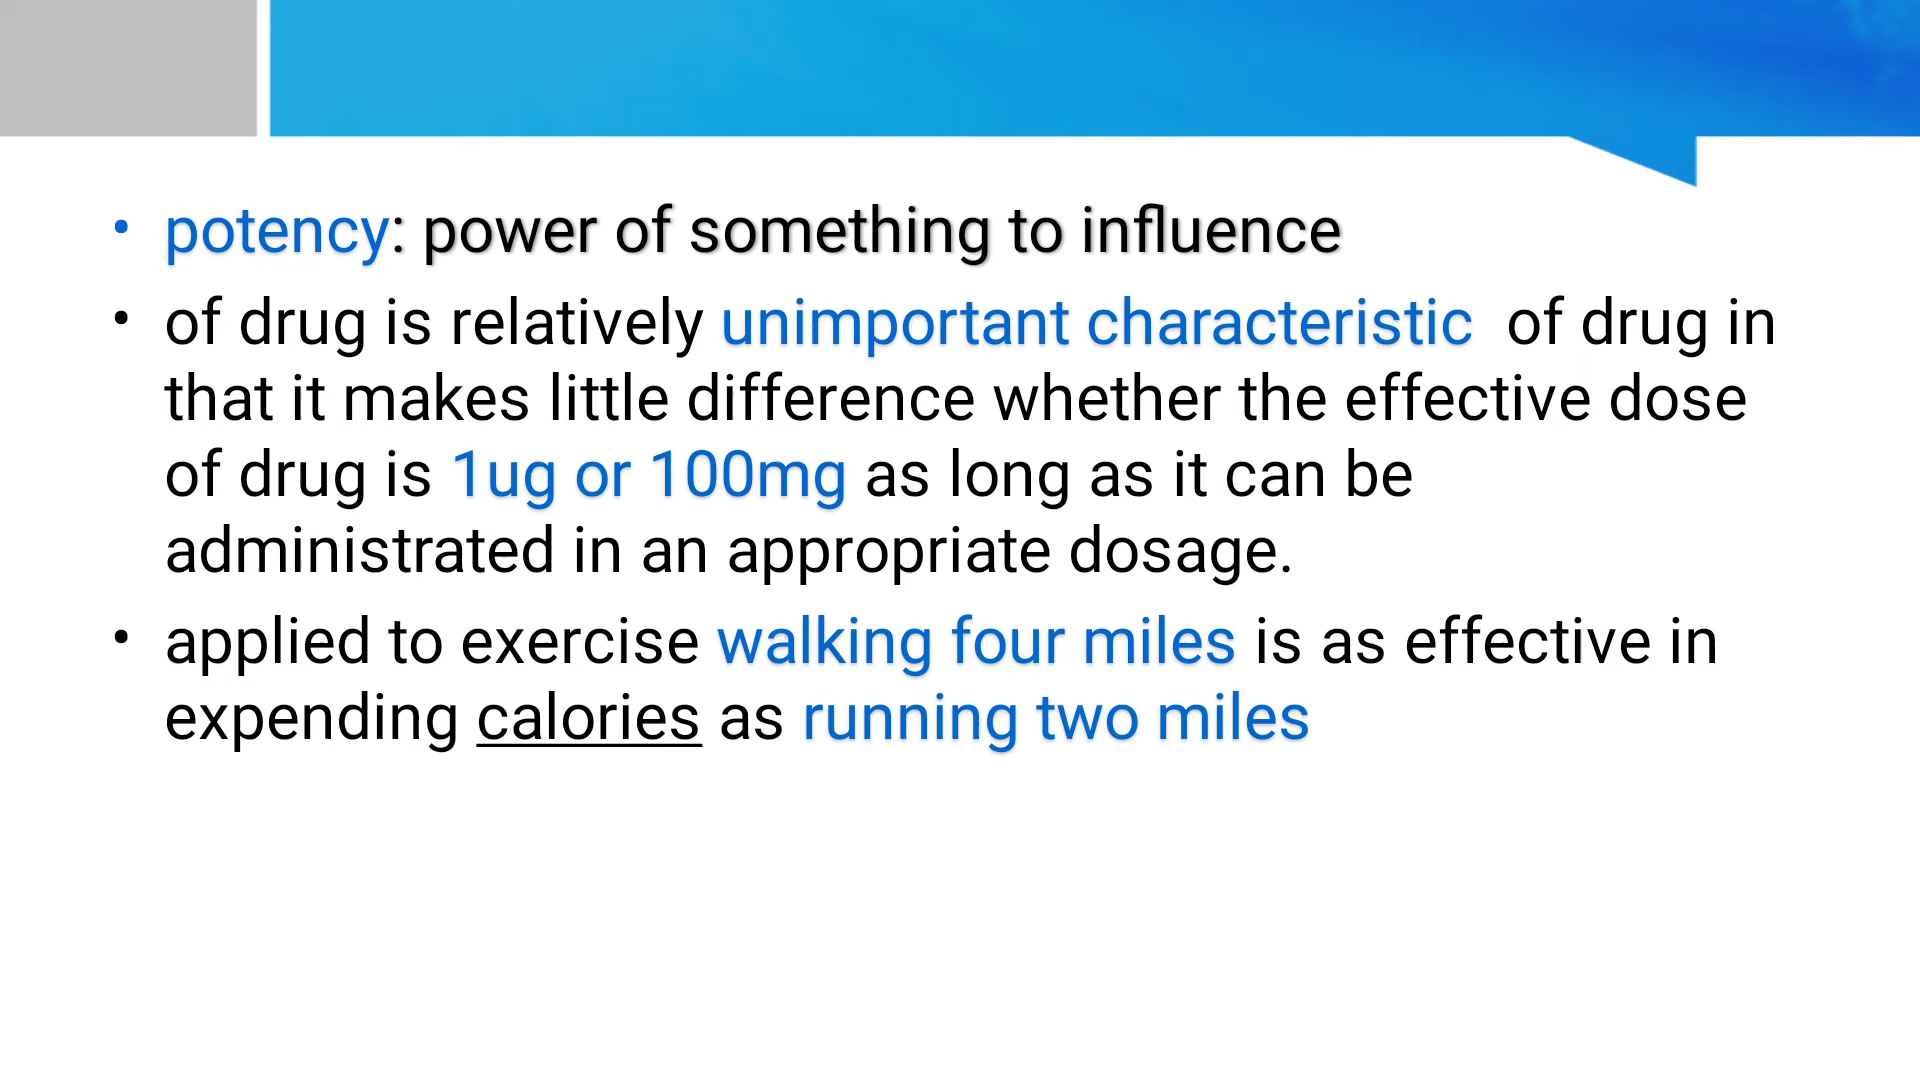 • potency: power of something to influence
• of drug is relatively unimportant characteristic  of drug in
that it makes little difference whether the effective dose
of drug is 1ug or 100mg as long as it can be
administrated in an appropriate dosage.
• applied to exercise walking four miles is as effective in
expending calories as running two miles